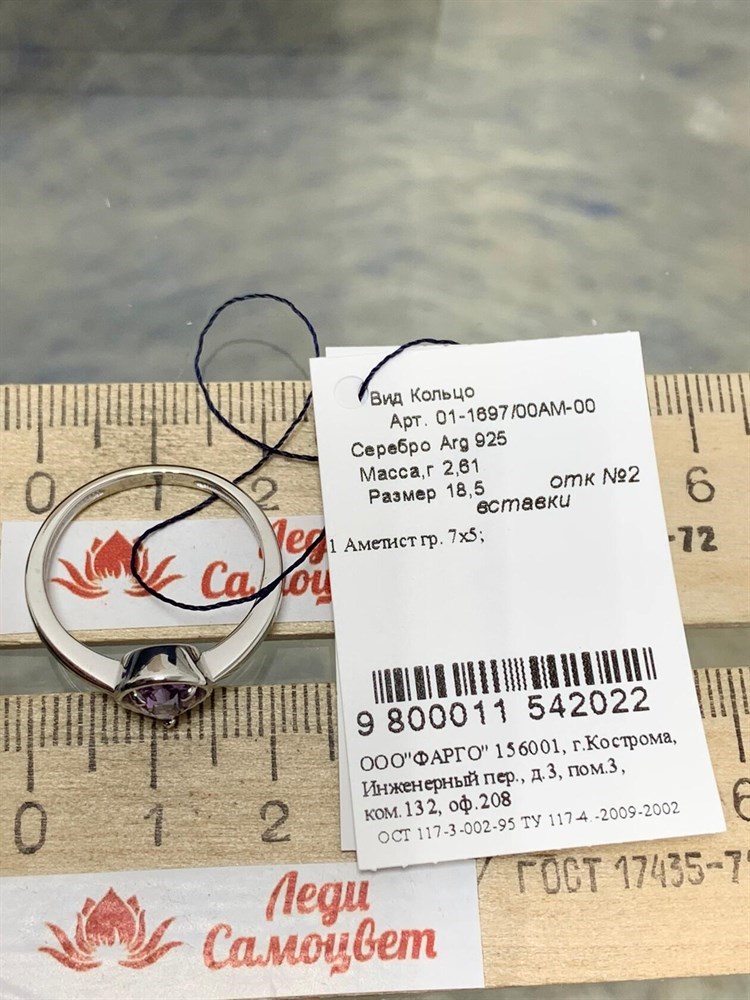 Вид Кольцо
Арт. 01-1697/00АМ-00
Серебро Arg 925
Масса,г 2,61
Размер 18,5
отк №2
вставки
1 Аметист гр. 7х5;
9 800011 542022
ООО"ФАРГО" 156001, г.Кострома,
Инженерный пер., д.3, пом.3,
ком.132, оф.208
ОСТ 117-3-002-95 ТУ 117-4.-2009-2002
0 1 2 6
Леди
Самоцвет
-72
0 1 2 6
ГОСТ 17435-7
Леди
Самоцвет